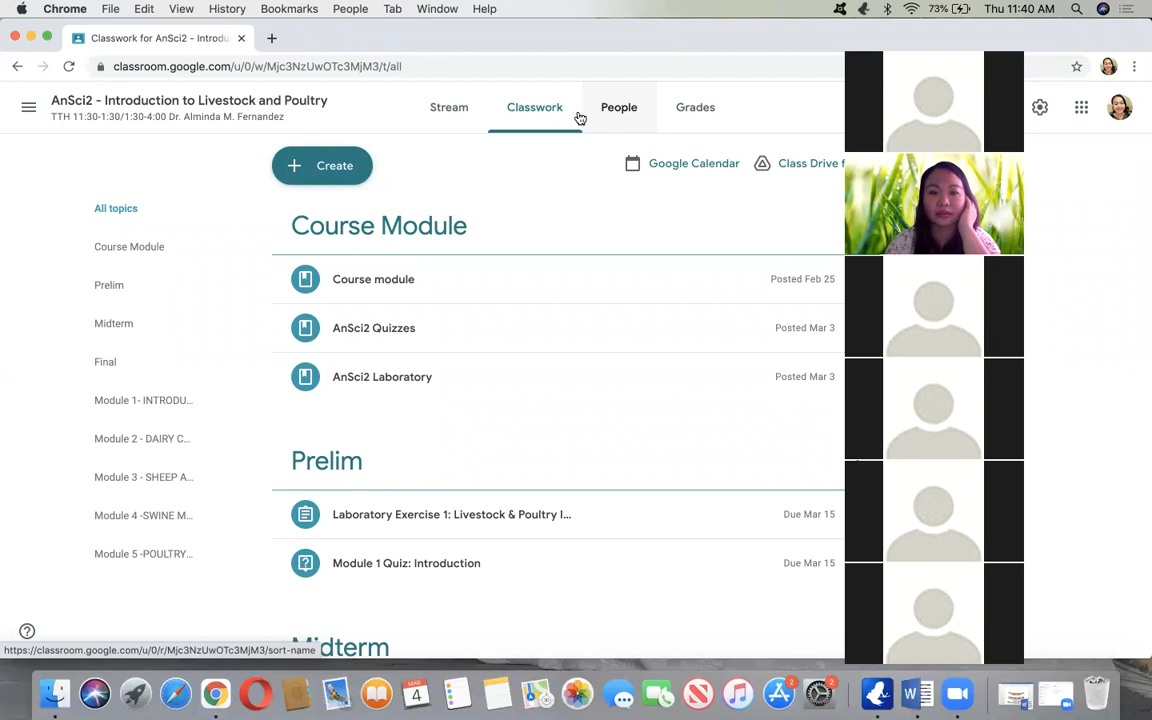 Chrome File Edit View History Bookmarks People Tab Window Help 73% Thu 11:40 AM
Classwork for AnSci2 - Introdu
classroom.google.com/u/0/w/Mjc3NzUwOTc3MjM3/t/all
AnSci2 - Introduction to Livestock and Poultry
TTH 11:30-1:30/1:30-4:00 Dr. Alminda M. Fernandez
Stream Classwork People Grades
Create
Google Calendar Class Drive f
All topics
Course Module
Prelim
Midterm
Final
Module 1- INTRODU...
Module 2 - DAIRY C...
Module 3 - SHEEP A...
Module 4 -SWINE M...
Module 5 -POULTRY...
Course Module
Course module Posted Feb 25
AnSci2 Quizzes Posted Mar 3
AnSci2 Laboratory Posted Mar 3
Prelim
Laboratory Exercise 1: Livestock & Poultry I... Due Mar 15
Module 1 Quiz: Introduction Due Mar 15
Midterm
https://classroom.google.com/u/0/r/Mjc3NzUwOTc3MjM3/sort-name
MAR
4
2
2